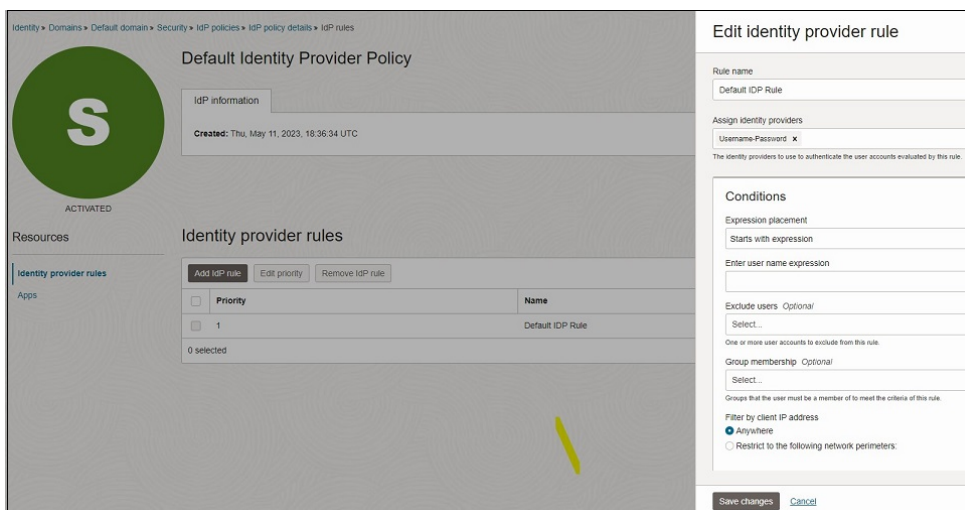 Identity » Domains » Default domain » Security » IdP policies » IdP policy details » IdP rules
S
ACTIVATED
Default Identity Provider Policy
IdP information
Created: Thu, May 11, 2023, 18:36:34 UTC
Resources
Identity provider rules
Apps
Identity provider rules
Add IdP rule Edit priority Remove IdP rule
Priority Name
1 Default IDP Rule
0 selected
Edit identity provider rule
Rule name
Default IDP Rule
Assign identity providers
Username-Password x
The identity providers to use to authenticate the user accounts evaluated by this rule.
Conditions
Expression placement
Starts with expression
Enter user name expression
Exclude users Optional
Select...
One or more user accounts to exclude from this rule.
Group membership Optional
Select...
Groups that the user must be a member of to meet the criteria of this rule.
Filter by client IP address
Anywhere
Restrict to the following network perimeters:
Save changes Cancel